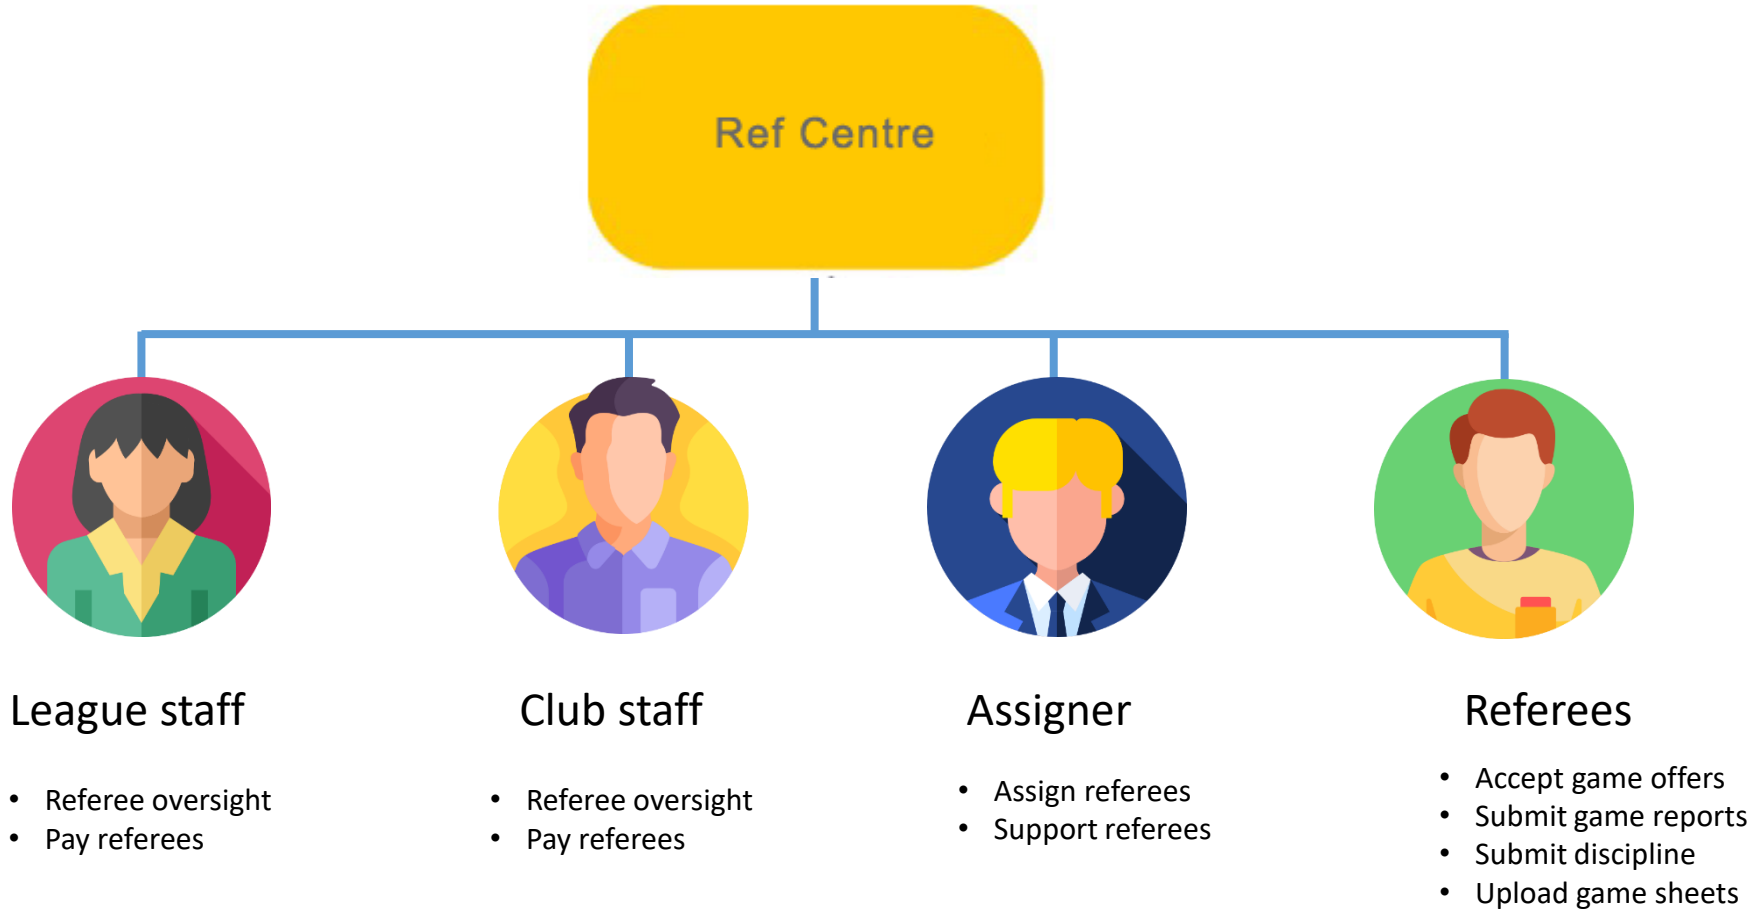 Ref Centre
League staff
• Referee oversight
• Pay referees
Club staff
• Referee oversight
• Pay referees
Assigner
• Assign referees
• Support referees
Referees
• Accept game offers
• Submit game reports
• Submit discipline
• Upload game sheets